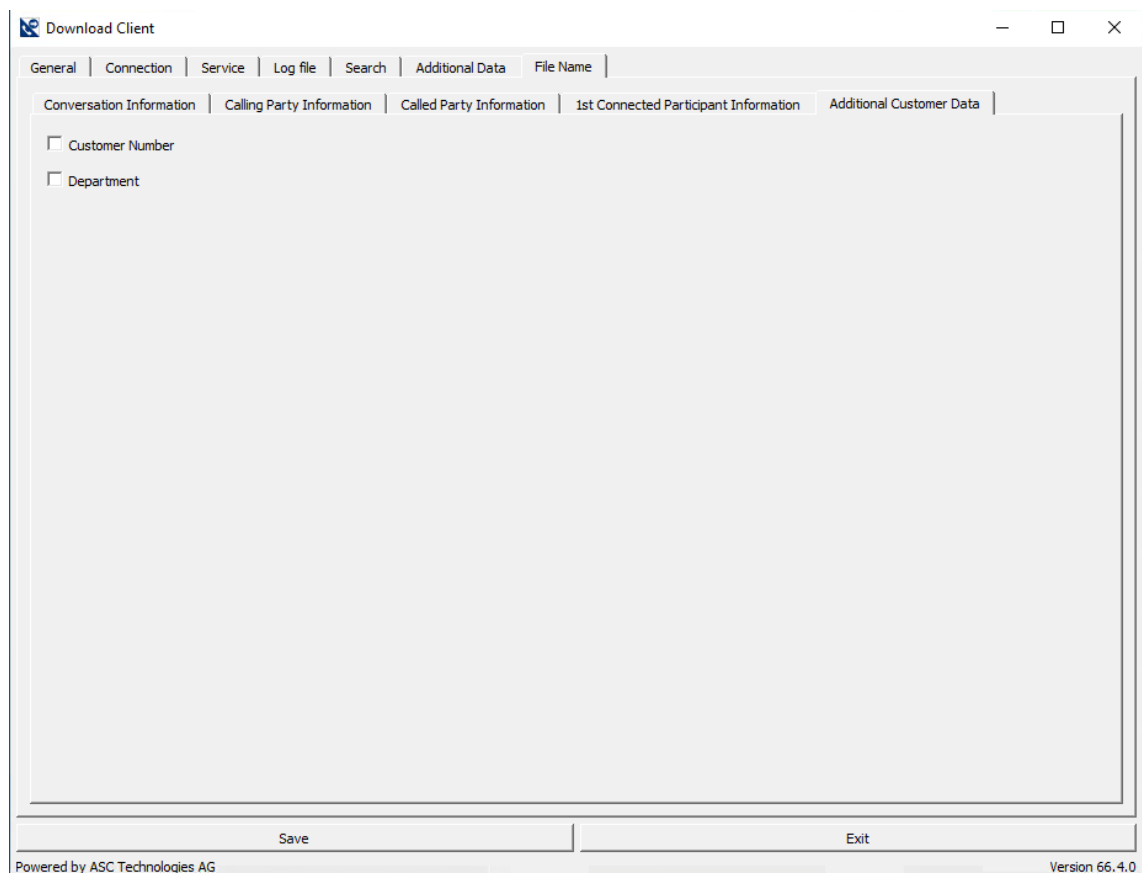 Download Client
General Connection Service Log file Search Additional Data File Name
Conversation Information Calling Party Information Called Party Information 1st Connected Participant Information Additional Customer Data
Customer Number
Department
Save Exit
Powered by ASC Technologies AG Version 66.4.0